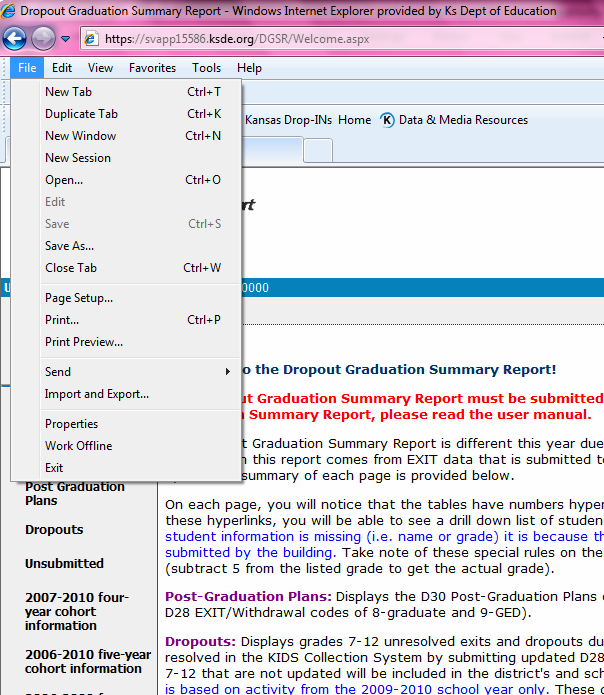 Dropout Graduation Summary Report - Windows Internet Explorer provided by Ks Dept of Education
https://svapp15586.ksde.org/DGSR/Welcome.aspx
File Edit View Favorites Tools Help
New Tab Ctrl+T
Duplicate Tab Ctrl+K
Kansas Drop-INs Home Data & Media Resources
New Window Ctrl+N
New Session
Open... Ctrl+O
Edit
Save Ctrl+S
Save As...
Close Tab Ctrl+W
0000
Page Setup...
Print... Ctrl+P
Print Preview...
Send
Import and Export...
Properties
Work Offline
Exit
o the Dropout Graduation Summary Report!
ut Graduation Summary Report must be submitted
n Summary Report, please read the user manual.
t Graduation Summary Report is different this year due
this report comes from EXIT data that is submitted to
summary of each page is provided below.
Post Graduation
Plans
Dropouts
Unsubmitted
2007-2010 four-
year cohort
information
2006-2010 five-year
cohort information
On each page, you will notice that the tables have numbers hyper
these hyperlinks, you will be able to see a drill down list of studen
student information is missing (i.e. name or grade) it is because th
submitted by the building. Take note of these special rules on the
(subtract 5 from the listed grade to get the actual grade).
Post-Graduation Plans: Displays the D30 Post-Graduation Plans
D28 EXIT/Withdrawal codes of 8-graduate and 9-GED).
Dropouts: Displays grades 7-12 unresolved exits and dropouts du
resolved in the KIDS Collection System by submitting updated D28
7-12 that are not updated will be included in the district's and sch
is based on activity from the 2009-2010 school year only. These